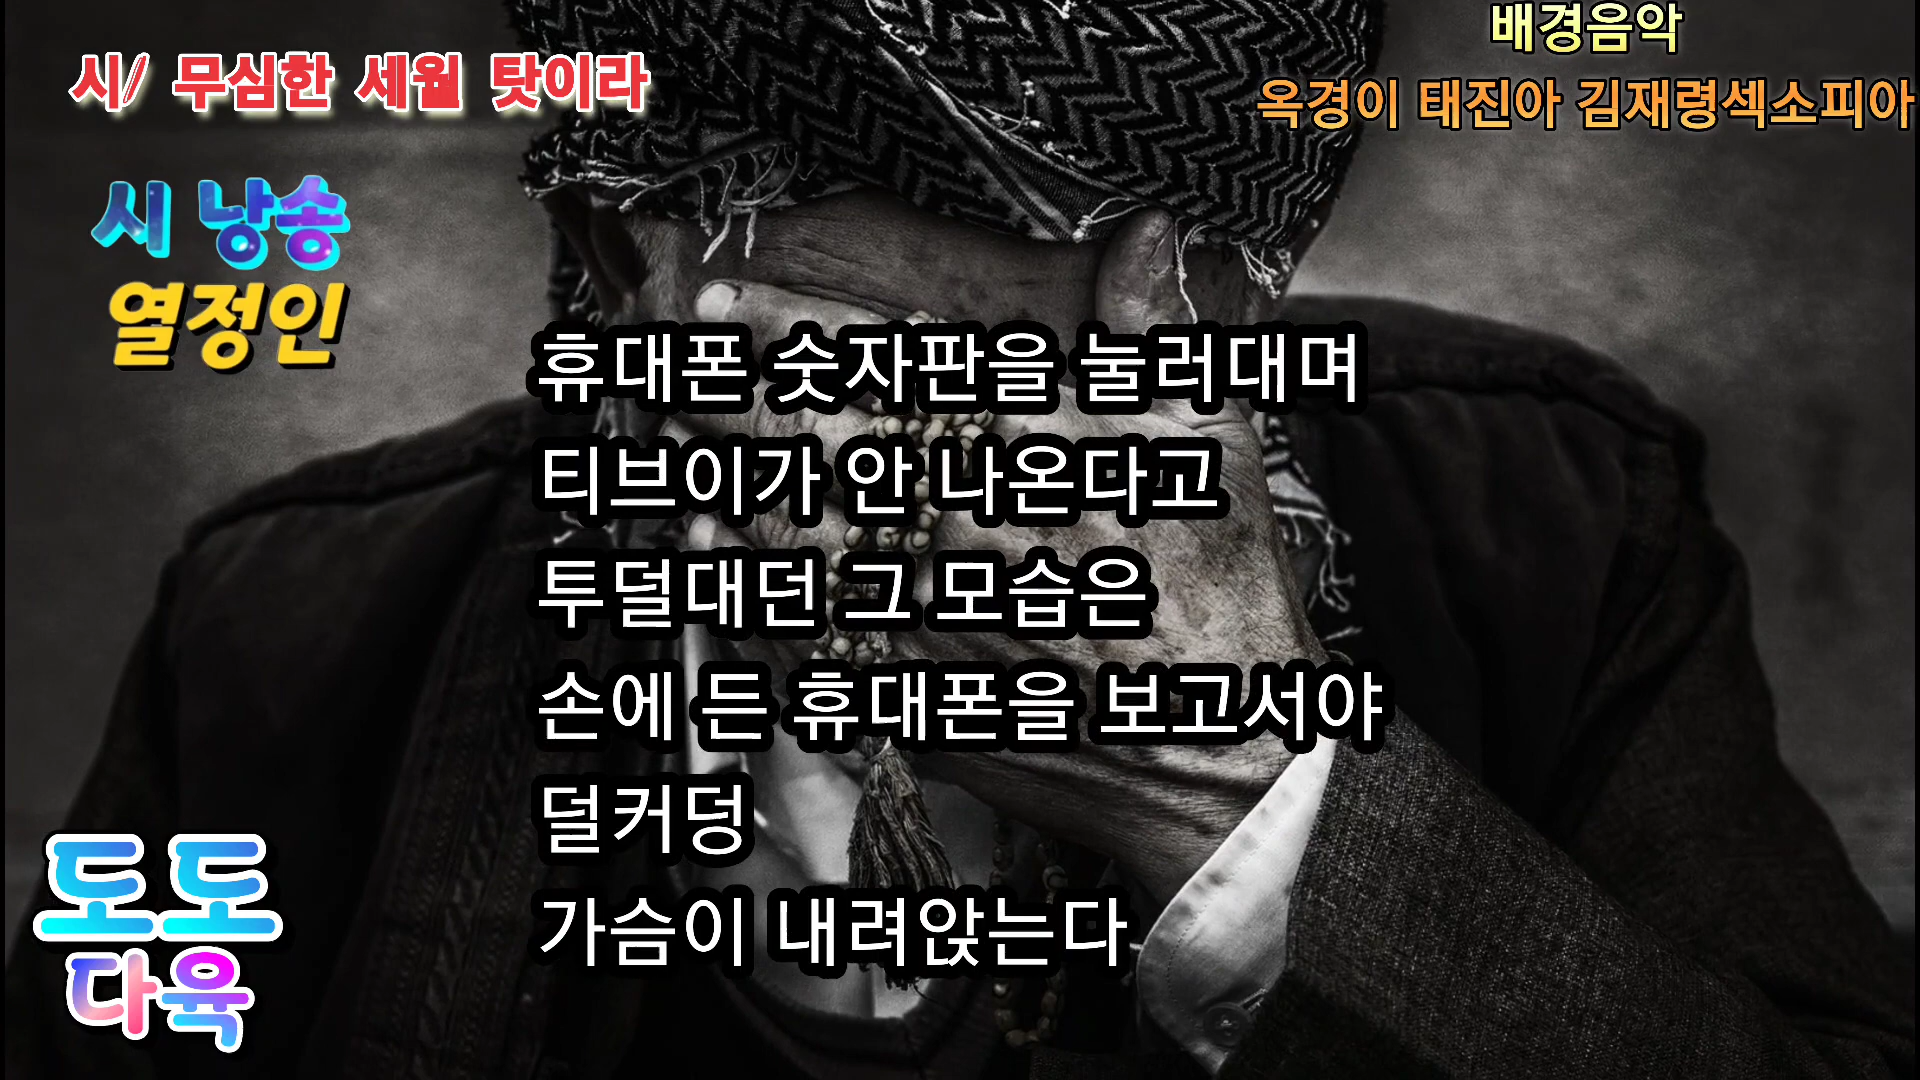 시/ 무심한 세월 탓이라
배경음악
옥경이 태진아 김재령섹소피아
시 낭송
열정인
휴대폰 숫자판을 눌러대며
티브이가 안 나온다고
투덜대던 그 모습은
손에 든 휴대폰을 보고서야
덜커덩
가슴이 내려앉는다
도도
다육